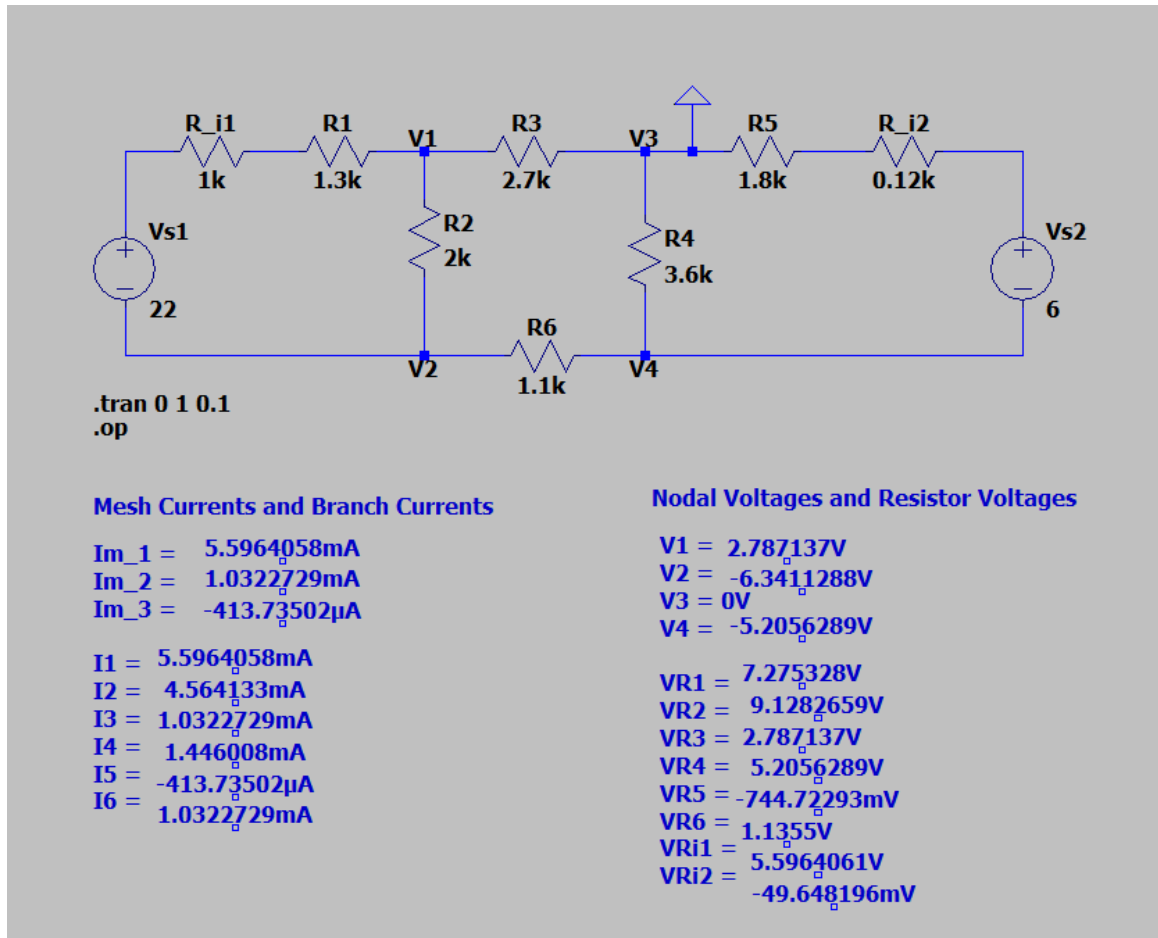 R_i1 R1 R3 R5 R_i2
V1 V3
1k 1.3k 2.7k 1.8k 0.12k
Vs1 R2 R4 Vs2
2k 3.6k
22 6
R6
V2 V4
1.1k
.tran 0 1 0.1
.op
Mesh Currents and Branch Currents
Im_1 = 5.5964058mA
Im_2 = 1.0322729mA
Im_3 = -413.73502µA
I1 = 5.5964058mA
I2 = 4.564133mA
I3 = 1.0322729mA
I4 = 1.446008mA
I5 = -413.73502µA
I6 = 1.0322729mA
Nodal Voltages and Resistor Voltages
V1 = 2.787137V
V2 = -6.3411288V
V3 = 0V
V4 = -5.2056289V
VR1 = 7.275328V
VR2 = 9.1282659V
VR3 = 2.787137V
VR4 = 5.2056289V
VR5 = -744.72293mV
VR6 = 1.1355V
VRi1 = 5.5964061V
VRi2 = -49.648196mV